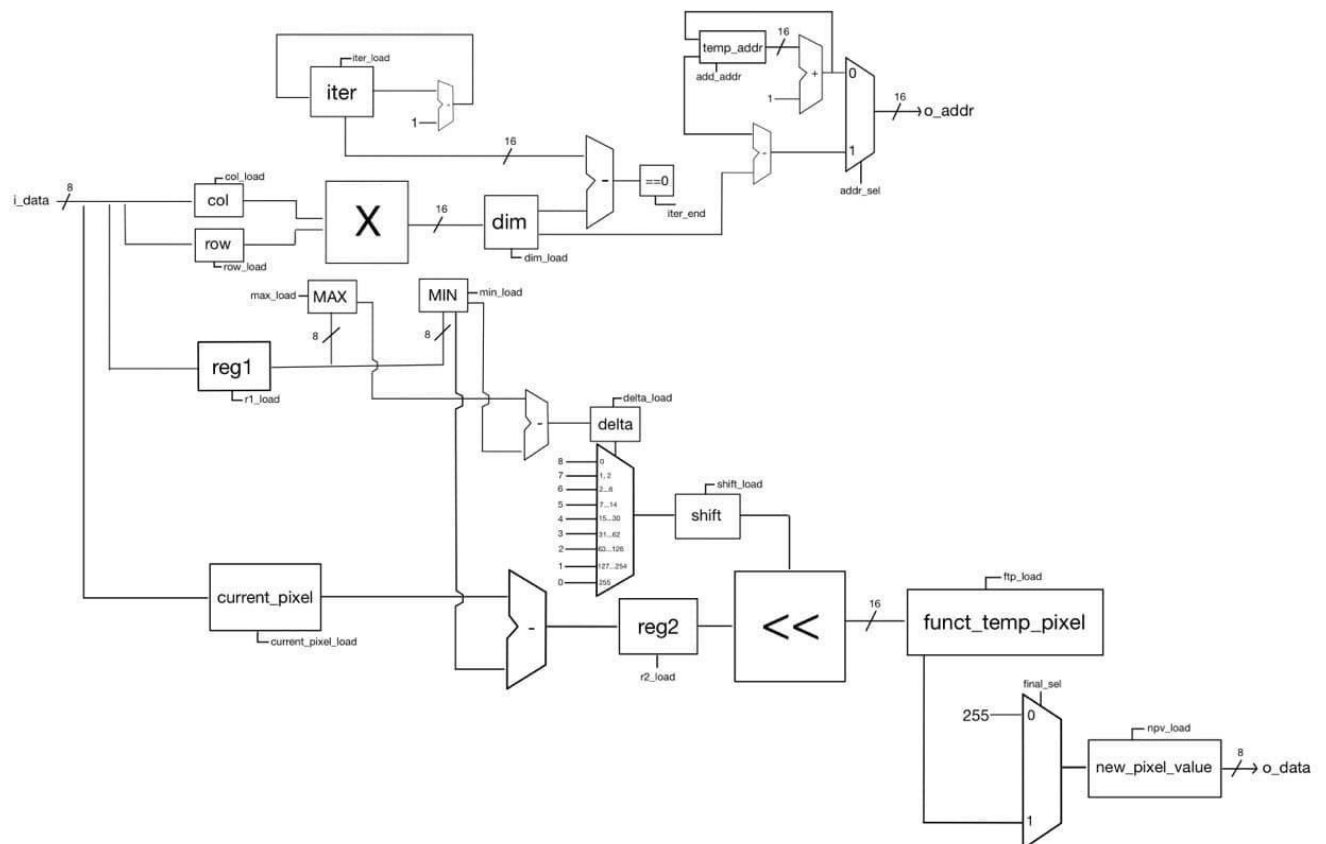 16
temp_addr
add_addr
+
1
0
1
16
o_addr
addr_sel
-
iter_load
iter
1
-
16
-
==0
iter_end
i_data
8
col_load
col
row
row_load
X
16
dim
dim_load
max_load
MAX
8
MIN
min_load
8
reg1
r1_load
-
delta_load
delta
8 0
7 1, 2
6 2...6
5 7...14
4 15...30
3 31...62
2 63...126
1 127...254
0 255
shift_load
shift
current_pixel
current_pixel_load
-
reg2
r2_load
<<
16
ftp_load
funct_temp_pixel
final_sel
255
0
1
npv_load
new_pixel_value
8
o_data